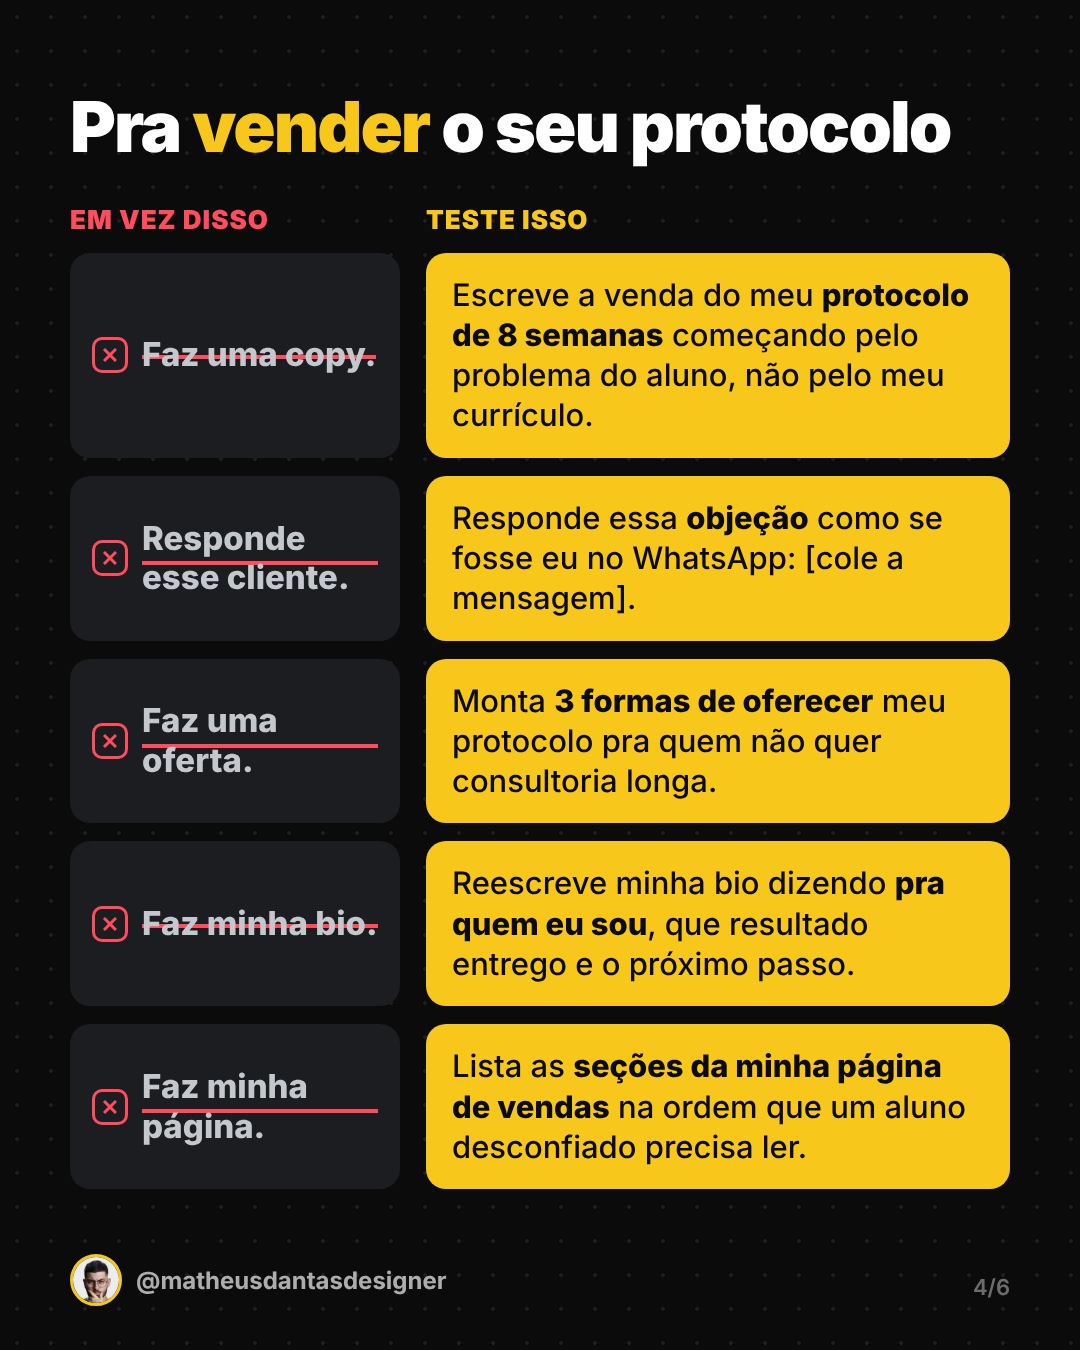 Pra vender o seu protocolo
EM VEZ DISSO
TESTE ISSO
Faz uma copy.
Escreve a venda do meu protocolo
de 8 semanas começando pelo
problema do aluno, não pelo meu
currículo.
Responde
esse cliente.
Responde essa objeção como se
fosse eu no WhatsApp: [cole a
mensagem].
Faz uma
oferta.
Monta 3 formas de oferecer meu
protocolo pra quem não quer
consultoria longa.
Faz minha bio.
Reescreve minha bio dizendo pra
quem eu sou, que resultado
entrego e o próximo passo.
Faz minha
página.
Lista as seções da minha página
de vendas na ordem que um aluno
desconfiado precisa ler.
@matheusdantasdesigner
4/6